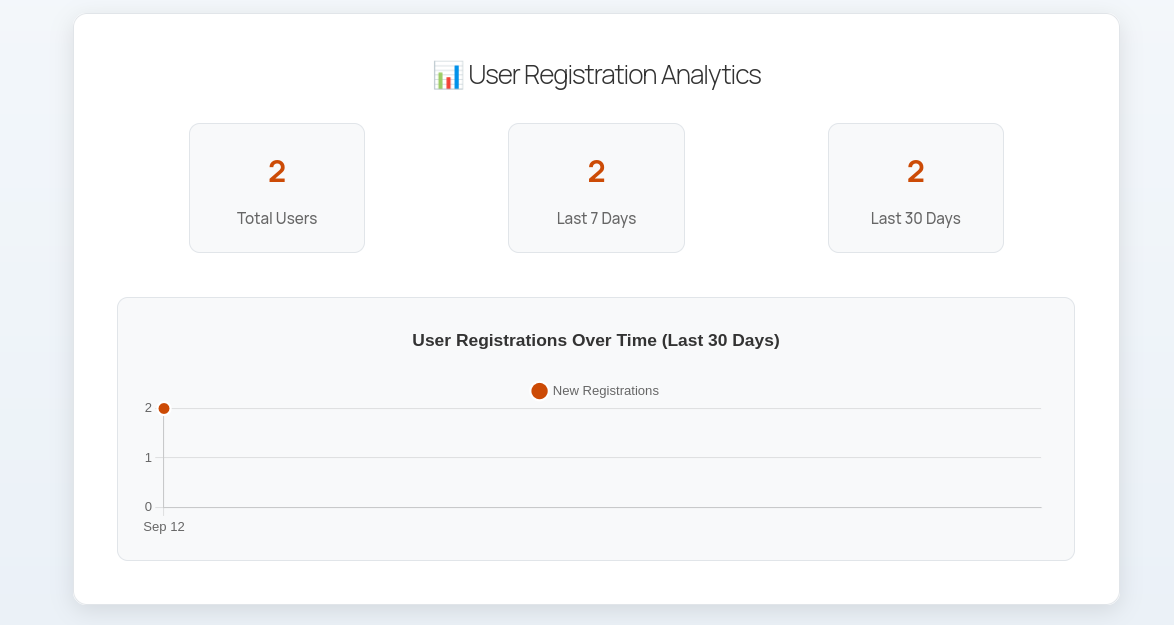 📊 User Registration Analytics
2
Total Users
2
Last 7 Days
2
Last 30 Days
User Registrations Over Time (Last 30 Days)
New Registrations
2
1
0
Sep 12